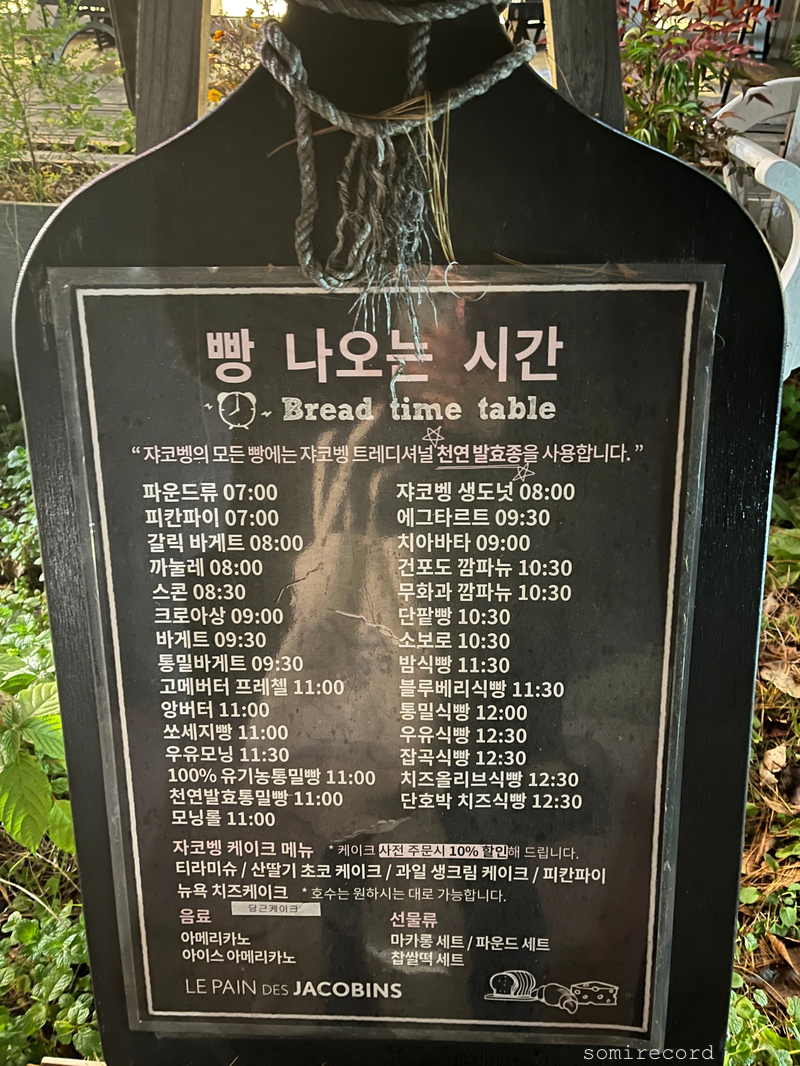 빵 나오는 시간
Bread time table
“ 쟈코벵의 모든 빵에는 쟈코벵 트레디셔널 천연발효종을 사용합니다. ”
파운드류 07:00
피칸파이 07:00
갈릭 바게트 08:00
까눌레 08:00
스콘 08:30
크로아상 09:00
바게트 09:30
통밀바게트 09:30
고메버터 프레첼 11:00
앙버터 11:00
쏘세지빵 11:00
우유모닝 11:30
100% 유기농통밀빵 11:00
천연발효통밀빵 11:00
모닝롤 11:00
쟈코벵 생도넛 08:00
에그타르트 09:30
치아바타 09:00
건포도 깜파뉴 10:30
무화과 깜파뉴 10:30
단팥빵 10:30
소보로 10:30
밤식빵 11:30
블루베리식빵 11:30
통밀식빵 12:00
우유식빵 12:30
잡곡식빵 12:30
치즈올리브식빵 12:30
단호박 치즈식빵 12:30
쟈코벵 케이크 메뉴 * 케이크 사전 주문시 10% 할인해 드립니다.
티라미슈 / 산딸기 초코 케이크 / 과일 생크림 케이크 / 피칸파이
뉴욕 치즈케이크 * 호수는 원하시는 대로 가능합니다.
당근케이크
음료
아메리카노
아이스 아메리카노
선물류
마카롱 세트 / 파운드 세트
찹쌀떡 세트
LE PAIN DES JACOBINS
somirecord